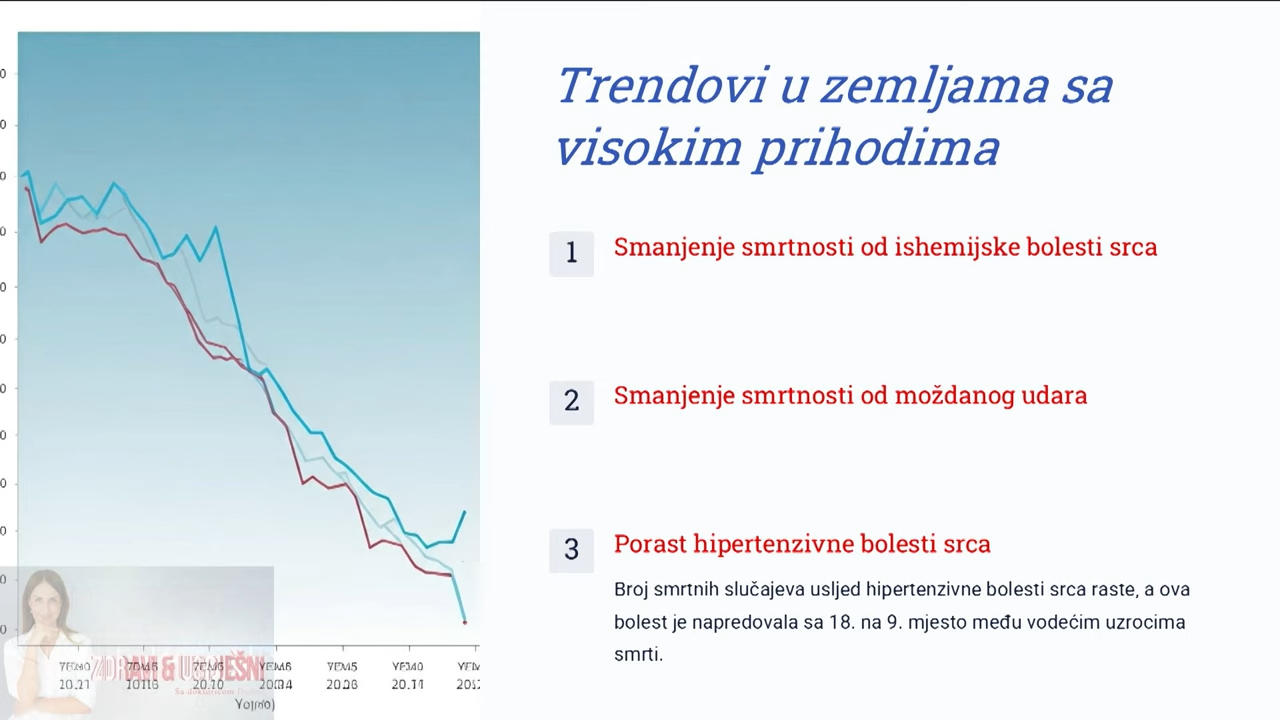 Trendovi u zemljama sa
visokim prihodima
1
Smanjenje smrtnosti od ishemijske bolesti srca
2
Smanjenje smrtnosti od moždanog udara
3
Porast hipertenzivne bolesti srca
Broj smrtnih slučajeva usljed hipertenzivne bolesti srca raste, a ova
bolest je napredovala sa 18. na 9. mjesto među vodećim uzrocima
smrti.
ZDRAVI & USPJEŠNI